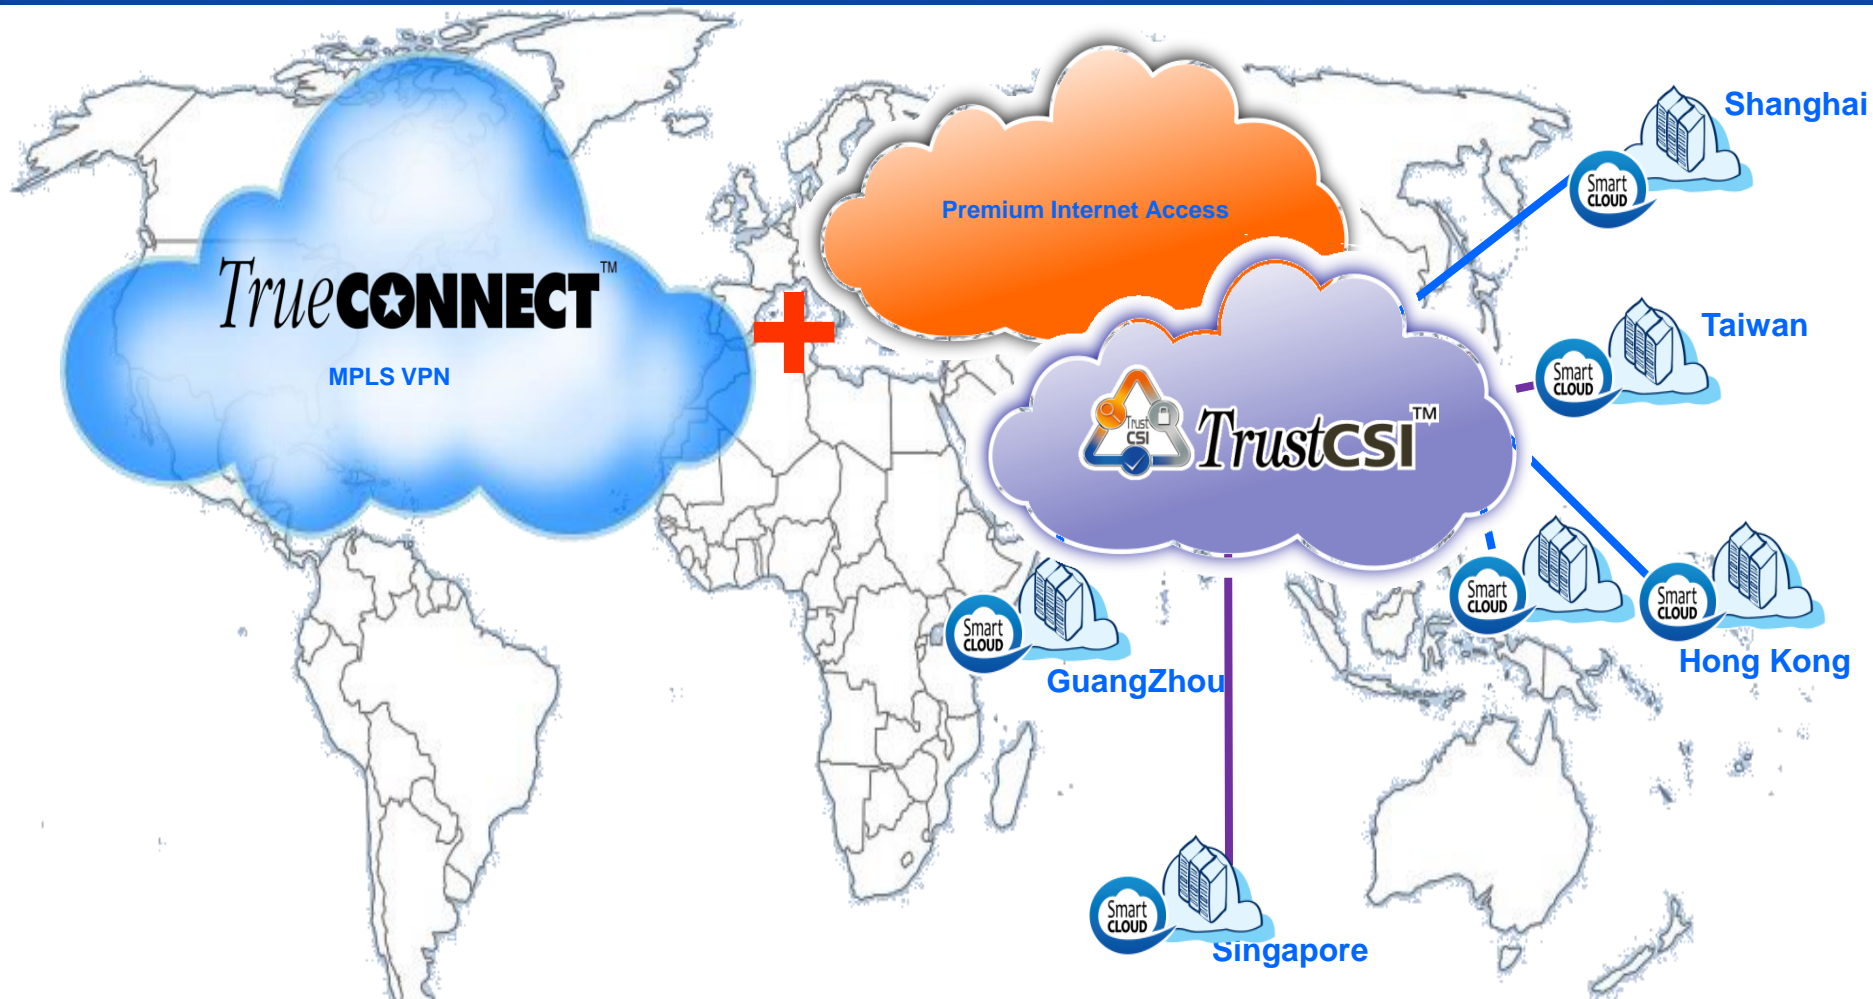 Shanghai
Smart
CLOUD
Premium Internet Access
TrueCONNECT™
MPLS VPN
Taiwan
Smart
CLOUD
Trust
CSI
TrustCSI™
Smart
CLOUD
Smart
CLOUD
Hong Kong
Smart
CLOUD
GuangZhou
Smart
CLOUD
Singapore